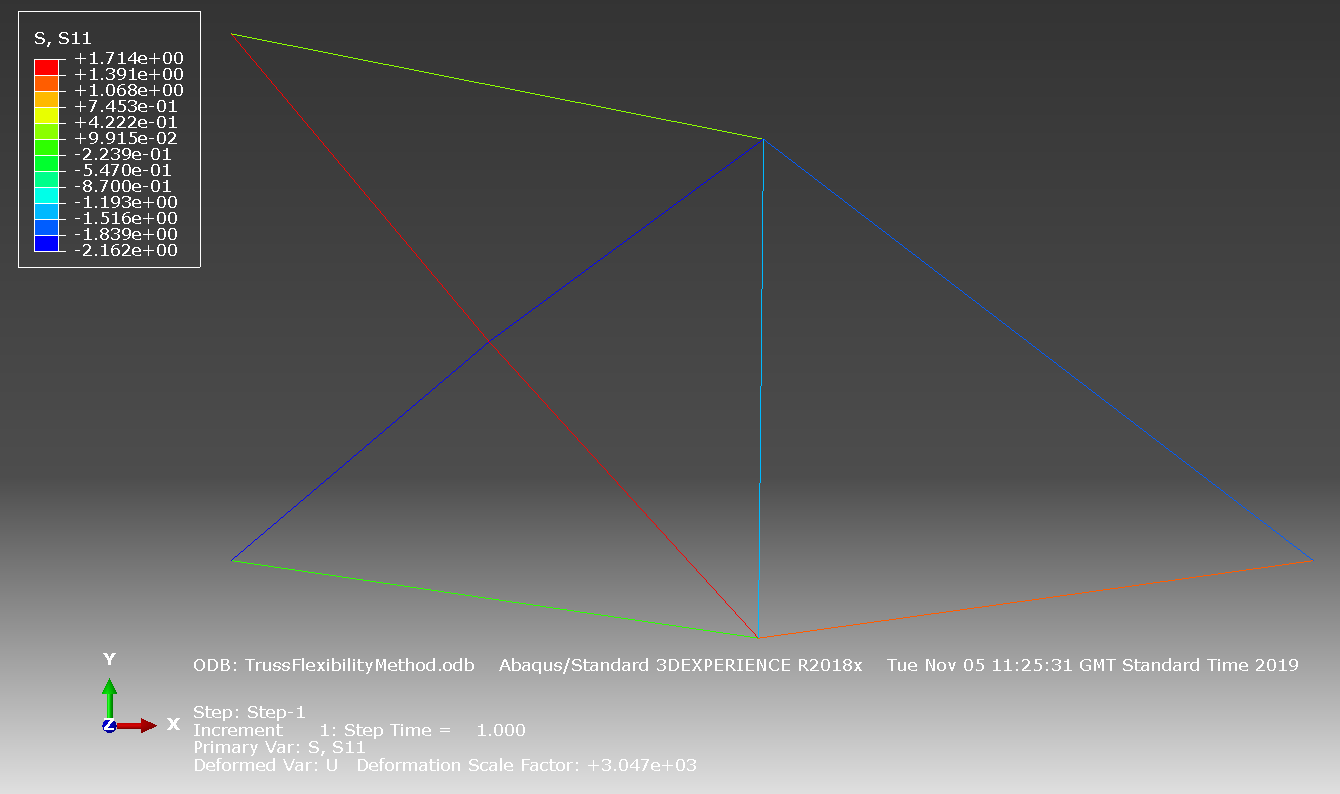 S, S11
+1.714e+00
+1.391e+00
+1.068e+00
+7.453e-01
+4.222e-01
+9.915e-02
-2.239e-01
-5.470e-01
-8.700e-01
-1.193e+00
-1.516e+00
-1.839e+00
-2.162e+00
Y
Z
X
ODB: TrussFlexibilityMethod.odb Abaqus/Standard 3DEXPERIENCE R2018x Tue Nov 05 11:25:31 GMT Standard Time 2019
Step: Step-1
Increment 1: Step Time = 1.000
Primary Var: S, S11
Deformed Var: U Deformation Scale Factor: +3.047e+03